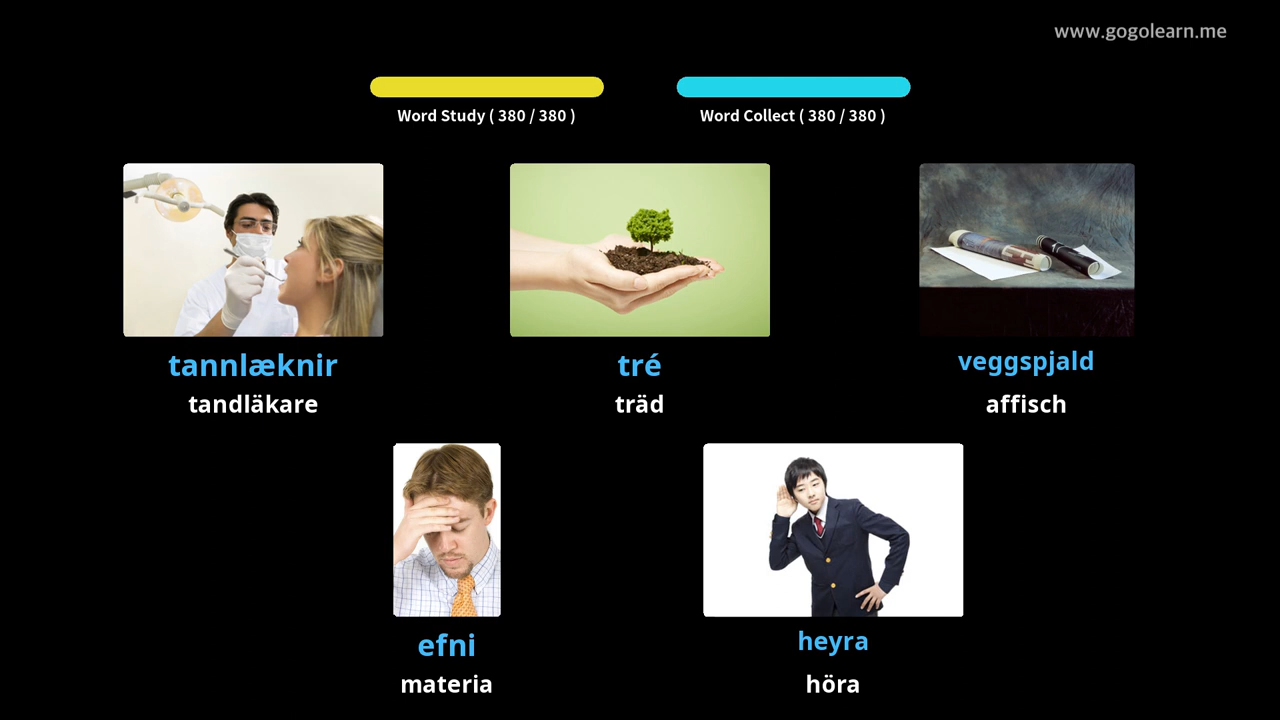 www.gogolearn.me
Word Study ( 380 / 380 )
Word Collect ( 380 / 380 )
tannlæknir
tandläkare
tré
träd
veggspjald
affisch
efni
materia
heyra
höra